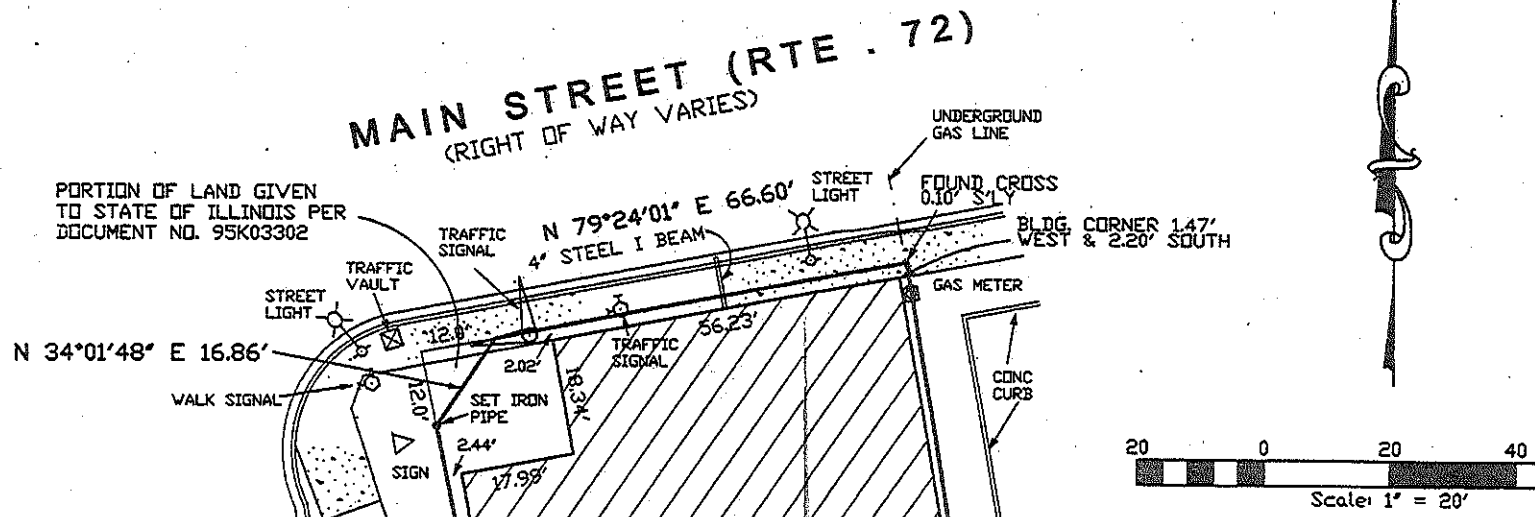 MAIN STREET (RTE . 72)
(RIGHT OF WAY VARIES)
UNDERGROUND
GAS LINE
PORTION OF LAND GIVEN
TO STATE OF ILLINOIS PER
DOCUMENT NO. 95K03302
TRAFFIC
SIGNAL
N 79°24'01" E 66.60'
4" STEEL I BEAM
STREET
LIGHT
FOUND CROSS
0.10' S'LY
BLDG. CORNER 1.47'
WEST & 2.20' SOUTH
TRAFFIC
VAULT
STREET
LIGHT
GAS METER
N 34°01'48" E 16.86'
12.0'
56.23'
TRAFFIC
SIGNAL
2.02'
18.34'
WALK SIGNAL
12.0'
SET IRON
PIPE
CONC
CURB
SIGN
2.44'
17.98'
20 0 20 40
Scale: 1" = 20'